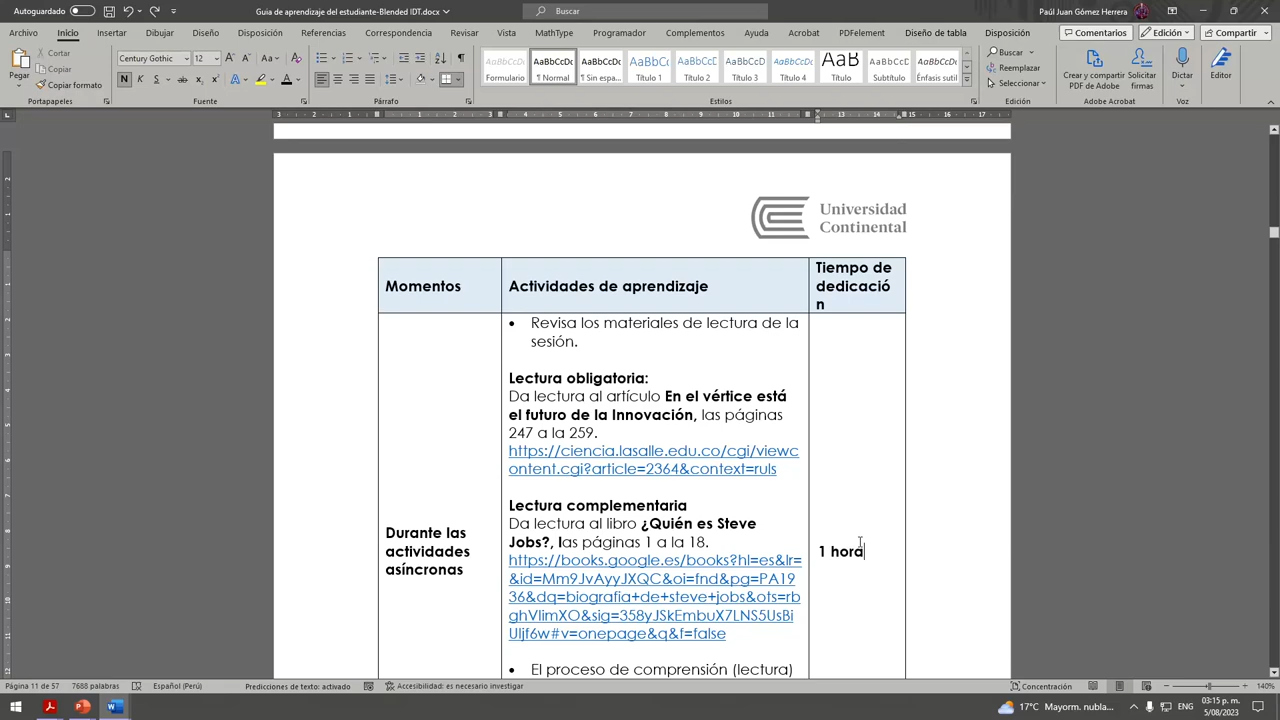 Autoguardado
Guía de aprendizaje del estudiante-Blended IDT.docx
Buscar
Paúl Juan Gómez Herrera
Archivo Inicio Insertar Dibujar Diseño Disposición Referencias Correspondencia Revisar Vista MathType Programador Complementos Ayuda Acrobat PDFelement Diseño de tabla Disposición
Comentarios Edición Compartir
Pegar
Cortar
Copiar
Copiar formato
Portapapeles
Century Gothic 12
Fuente
Párrafo
Formulario
¶ Normal
¶ Sin espa...
Título 1
Título 2
Título 3
Título 4
Título
Subtítulo
Énfasis sutil
Estilos
Buscar
Reemplazar
Seleccionar
Edición
Crear y compartir PDF de Adobe
Solicitar firmas
Adobe Acrobat
Dictar
Voz
Editor
Editor
Universidad
Continental
Momentos
Actividades de aprendizaje
Tiempo de
dedicació
n
• Revisa los materiales de lectura de la
sesión.
Lectura obligatoria:
Da lectura al artículo En el vértice está
el futuro de la Innovación, las páginas
247 a la 259.
https://ciencia.lasalle.edu.co/cgi/viewc
ontent.cgi?article=2364&context=ruls
Lectura complementaria
Da lectura al libro ¿Quién es Steve
Jobs?, las páginas 1 a la 18.
https://books.google.es/books?hl=es&lr=
&id=Mm9JvAyyJXQC&oi=fnd&pg=PA19
36&dq=biografia+de+steve+jobs&ots=rb
ghVlimXO&sig=358yJSkEmbuX7LNS5UsBi
Uljf6w#v=onepage&q&f=false
• El proceso de comprensión (lectura)
Durante las
actividades
asíncronas
1 hora
Página 11 de 57 7688 palabras Español (Perú) Predicciones de texto: activado Accesibilidad: es necesario investigar
Concentración 140%
17°C Mayorm. nubla... ENG 03:15 p. m.
5/08/2023